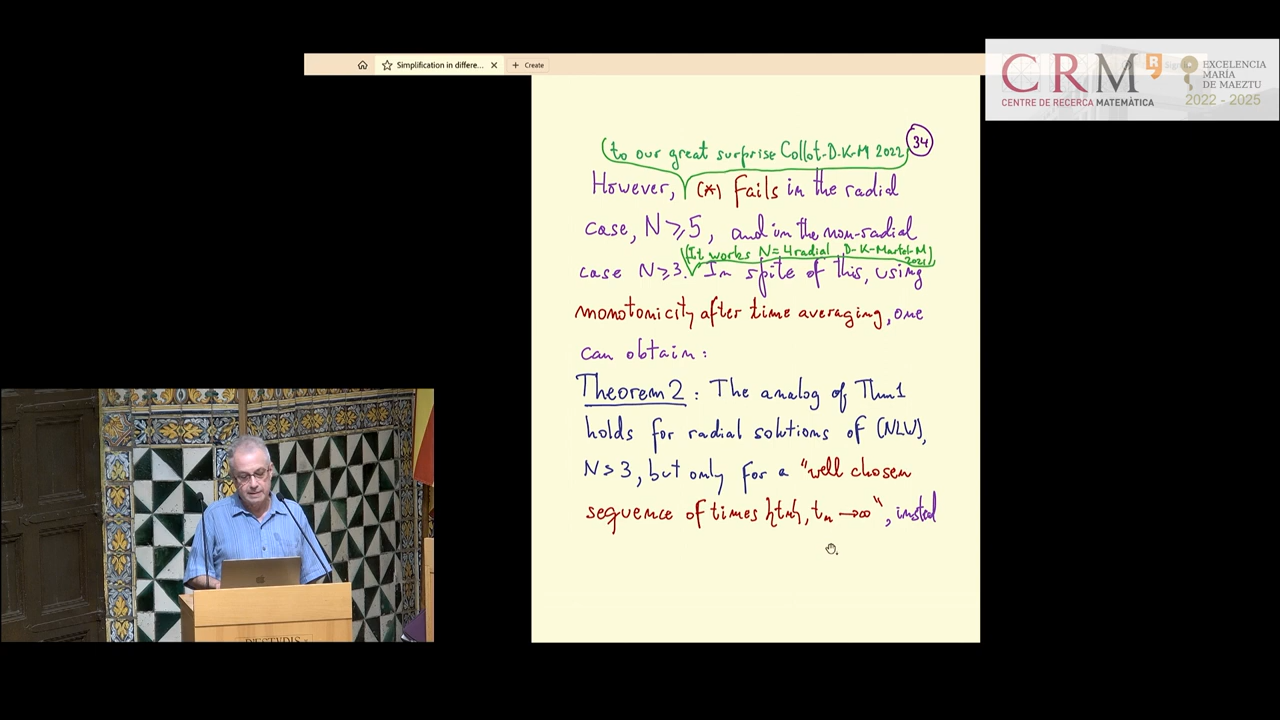 Simplification in differe...
Create
CRM
CENTRE DE RECERCA MATEMÀTICA
EXCELENCIA
MARÍA
DE MAEZTU
2022 - 2025
34
(to our great surprise Collot-D-K-M 2022)
However, (*) fails in the radial
case, N ≥ 5, and in the non-radial
(It works N=4 radial D-K-Martel-M 2021)
case N ≥ 3. In spite of this, using
monotonicity after time averaging, one
can obtain:
Theorem 2: The analog of Thm 1
holds for radial solutions of (NLW),
N > 3, but only for a "well chosen
sequence of times {tn}, tn → ∞", insted
D'ESTUDIS